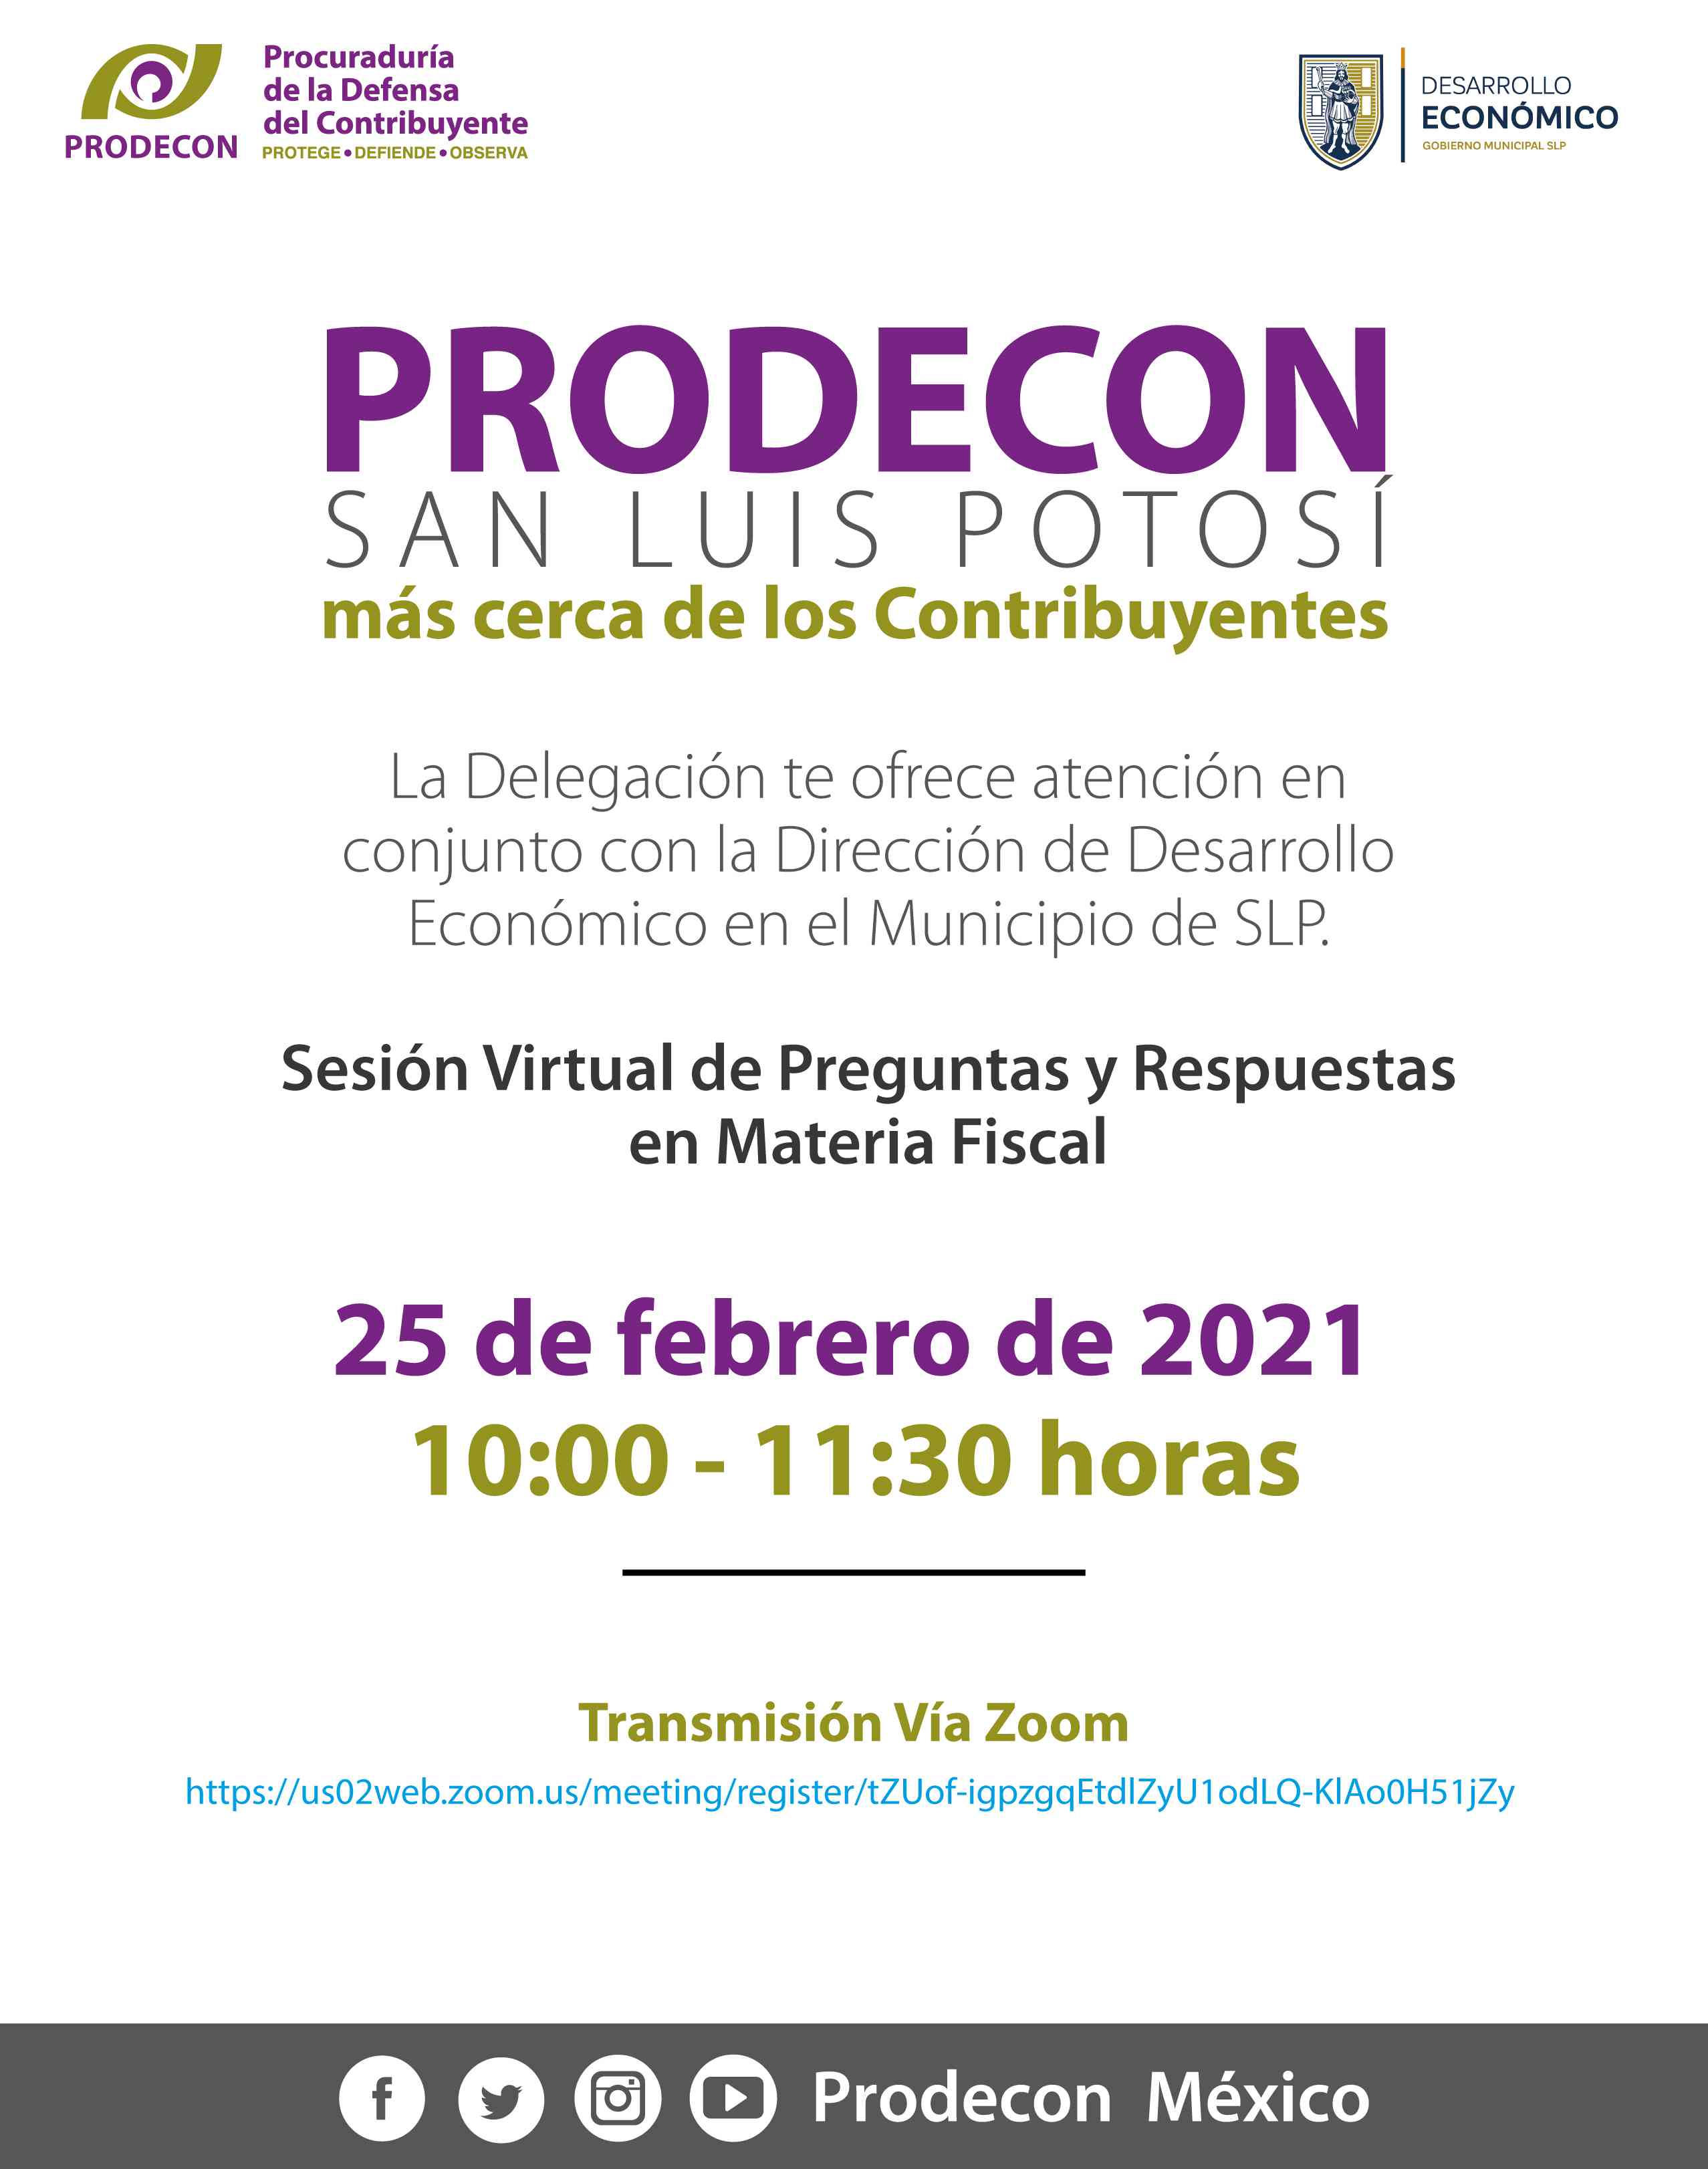 PRODECON
Procuraduría
de la Defensa
del Contribuyente
PROTEGE • DEFIENDE • OBSERVA
DESARROLLO
ECONÓMICO
GOBIERNO MUNICIPAL SLP
PRODECON
SAN LUIS POTOSÍ
más cerca de los Contribuyentes
La Delegación te ofrece atención en
conjunto con la Dirección de Desarrollo
Económico en el Municipio de SLP.
Sesión Virtual de Preguntas y Respuestas
en Materia Fiscal
25 de febrero de 2021
10:00 - 11:30 horas
Transmisión Vía Zoom
https://us02web.zoom.us/meeting/register/tZUof-igpzgqEtdlZyU1odLQ-KlAo0H51jZy
Prodecon México